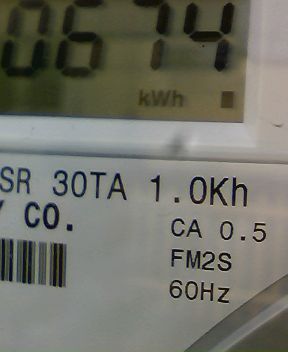 0674
kWh
SR 30TA 1.0Kh
Y CO.
CA 0.5
FM2S
60Hz